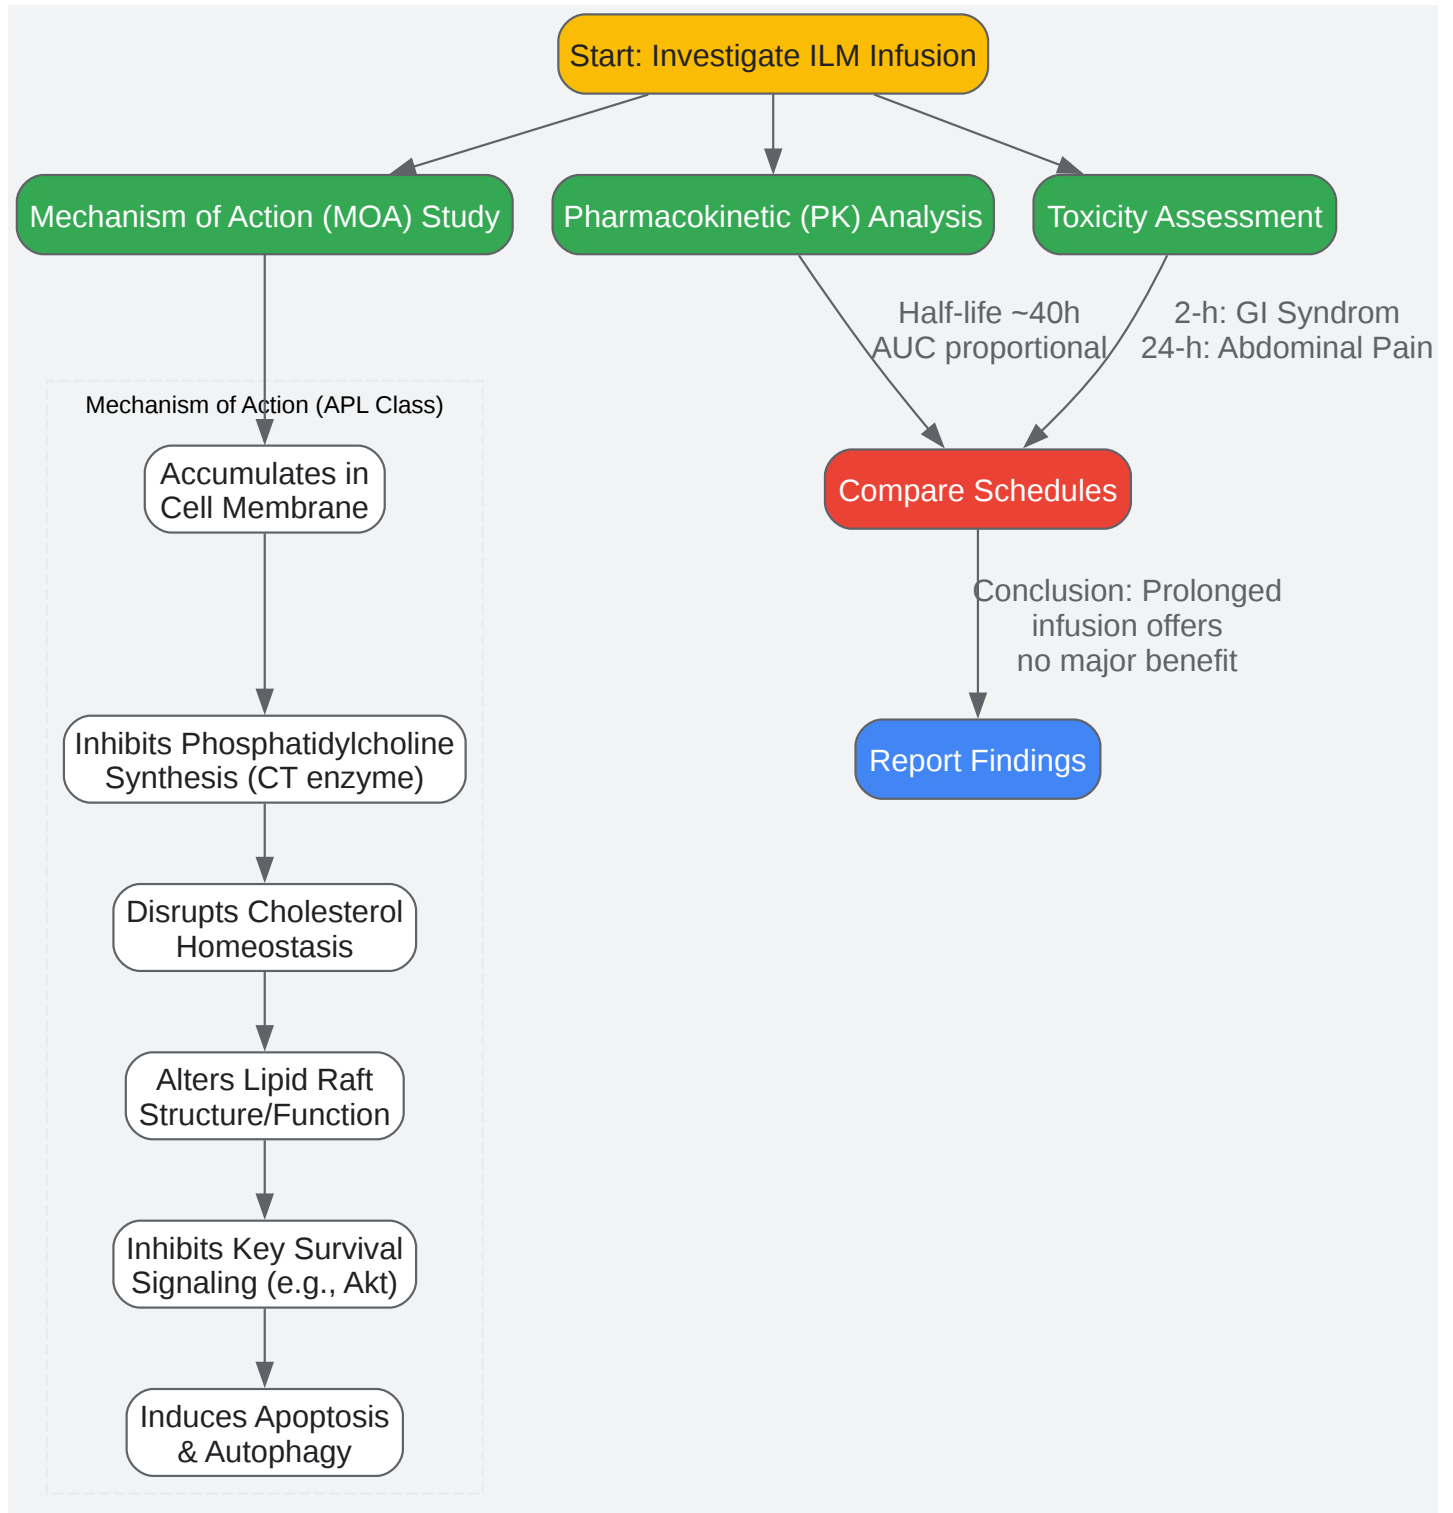 Start: Investigate ILM Infusion
Mechanism of Action (MOA) Study
Pharmacokinetic (PK) Analysis
Toxicity Assessment
Half-life ~40h
AUC proportional
2-h: GI Syndrom
24-h: Abdominal Pain
Mechanism of Action (APL Class)
Accumulates in
Cell Membrane
Compare Schedules
Conclusion: Prolonged
infusion offers
no major benefit
Inhibits Phosphatidylcholine
Synthesis (CT enzyme)
Report Findings
Disrupts Cholesterol
Homeostasis
Alters Lipid Raft
Structure/Function
Inhibits Key Survival
Signaling (e.g., Akt)
Induces Apoptosis
& Autophagy